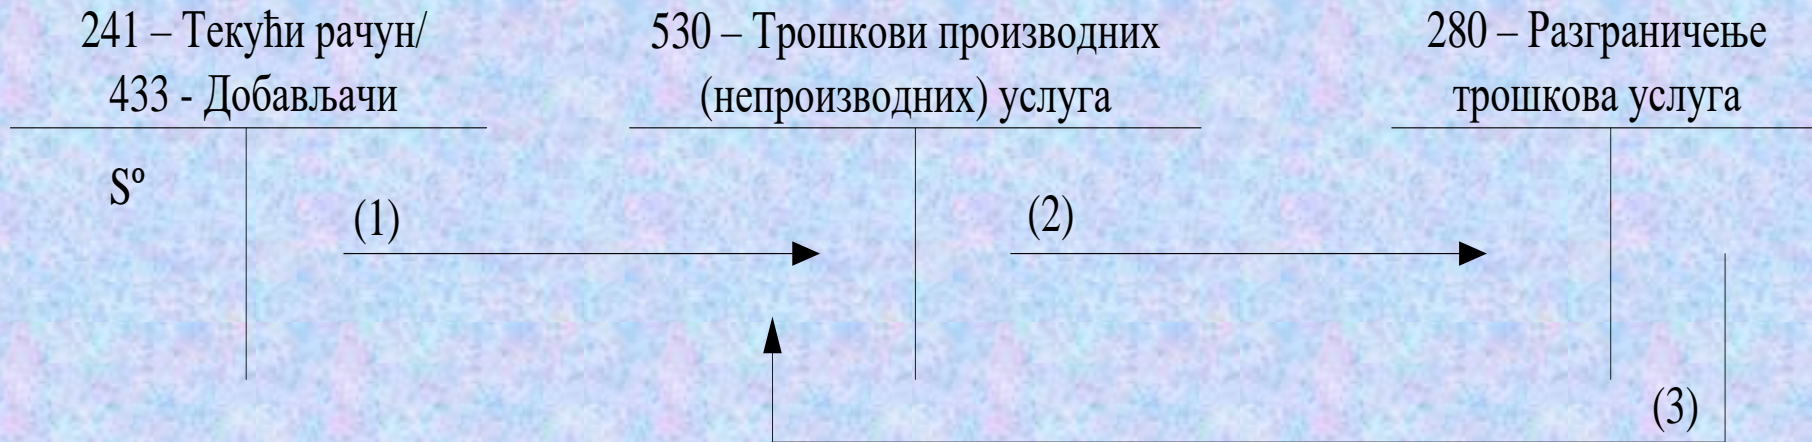 241 – Текући рачун/
433 - Добављачи
530 – Трошкови производних
(непроизводних) услуга
280 – Разграничење
трошкова услуга
Sº
(1)
(2)
(3)